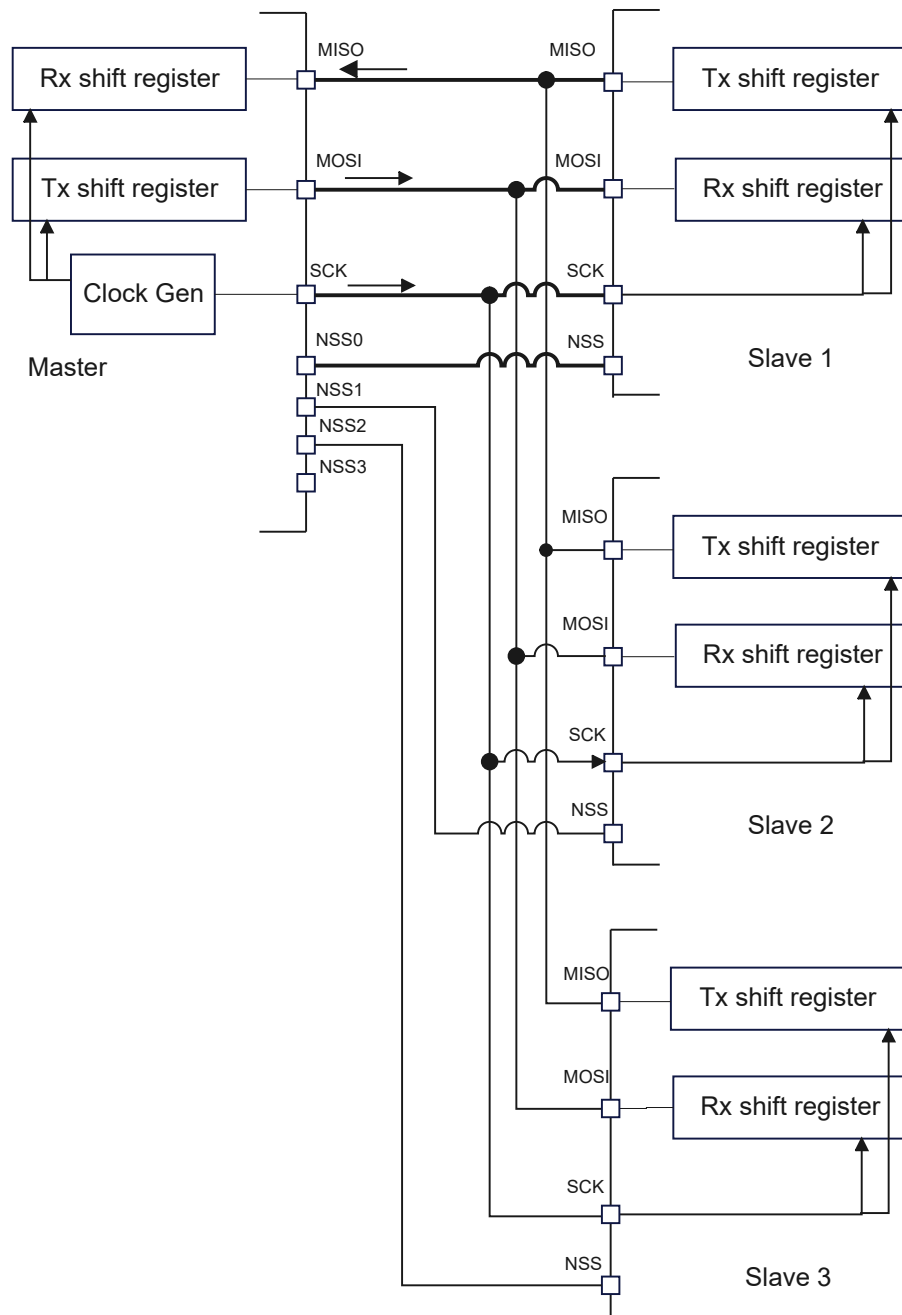 MISO
MISO
Rx shift register
Tx shift register
MOSI
MOSI
Tx shift register
Rx shift register
SCK
SCK
Clock Gen
NSS0
NSS
Master
Slave 1
NSS1
NSS2
NSS3
MISO
Tx shift register
MOSI
Rx shift register
SCK
NSS
Slave 2
MISO
Tx shift register
MOSI
Rx shift register
SCK
NSS
Slave 3